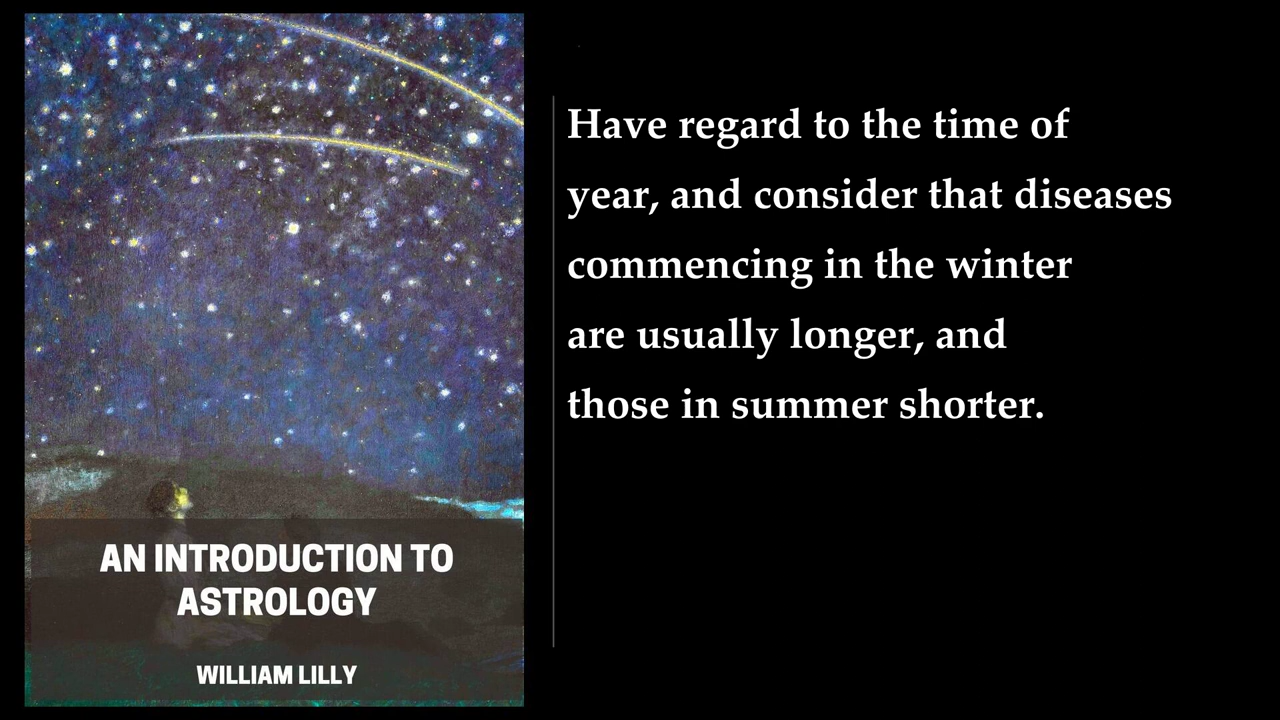 AN INTRODUCTION TO
ASTROLOGY
WILLIAM LILLY
Have regard to the time of
year, and consider that diseases
commencing in the winter
are usually longer, and
those in summer shorter.